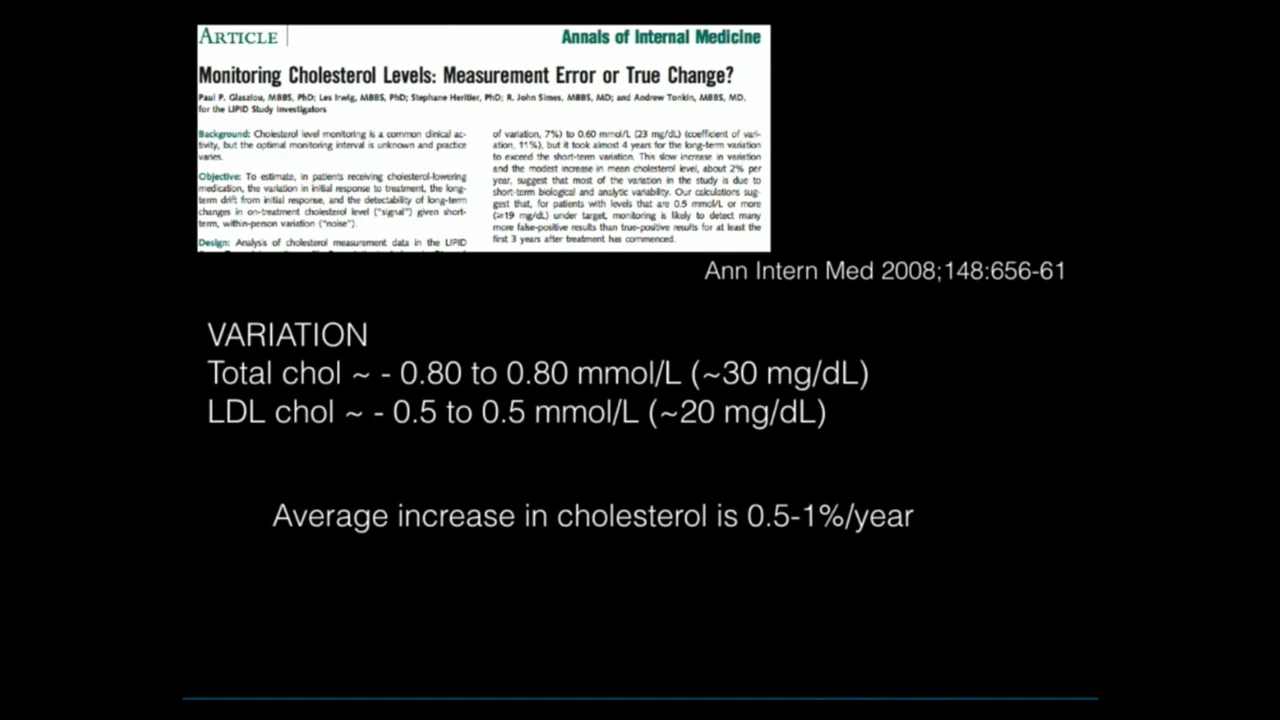 ARTICLE
Annals of Internal Medicine
Monitoring Cholesterol Levels: Measurement Error or True Change?
Paul P. Glasziou, MBBS, PhD; Les Irwig, MBBS, PhD; Stephane Heritier, PhD; R. John Simes, MBBS, MD; and Andrew Tonkin, MBBS, MD,
for the LIPID Study Investigators
Background: Cholesterol level monitoring is a common clinical ac-
tivity, but the optimal monitoring interval is unknown and practice
varies.
Objective: To estimate, in patients receiving cholesterol-lowering
medication, the variation in initial response to treatment, the long-
term drift from initial response, and the detectability of long-term
changes in on-treatment cholesterol level ("signal") given short-
term, within-person variation ("noise").
Design: Analysis of cholesterol measurement data in the LIPID
of variation, 7%) to 0.60 mmol/L (23 mg/dL) (coefficient of vari-
ation, 11%), but it took almost 4 years for the long-term variation
to exceed the short-term variation. This slow increase in variation
and the modest increase in mean cholesterol level, about 2% per
year, suggest that most of the variation in the study is due to
short-term biological and analytic variability. Our calculations sug-
gest that, for patients with levels that are 0.5 mmol/L or more
(≥19 mg/dL) under target, monitoring is likely to detect many
more false-positive results than true-positive results for at least the
first 3 years after treatment has commenced.
Ann Intern Med 2008;148:656-61
VARIATION
Total chol ~ - 0.80 to 0.80 mmol/L (~30 mg/dL)
LDL chol ~ - 0.5 to 0.5 mmol/L (~20 mg/dL)
Average increase in cholesterol is 0.5-1%/year